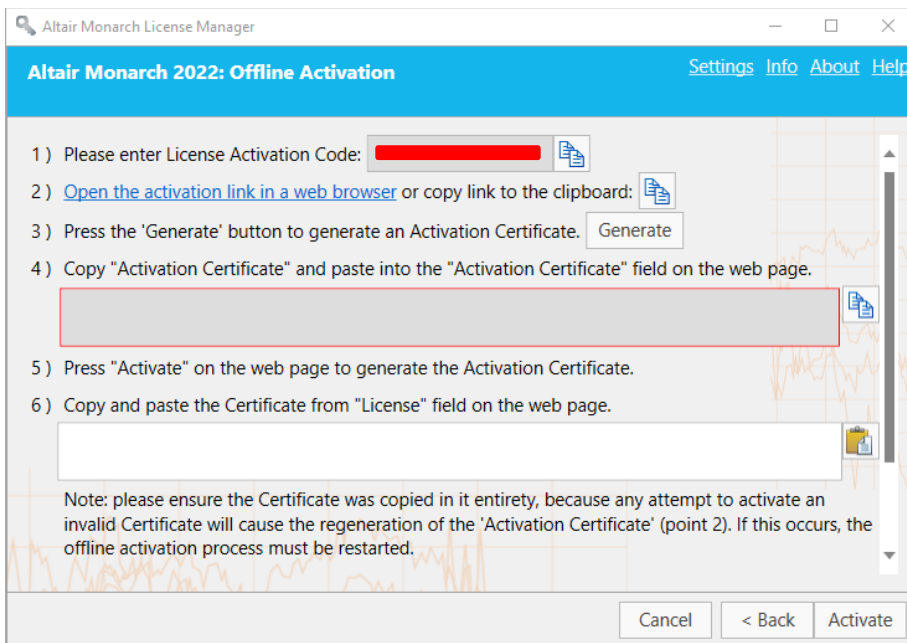 Altair Monarch License Manager
Altair Monarch 2022: Offline Activation
Settings Info About Help
1 ) Please enter License Activation Code:
2 ) Open the activation link in a web browser or copy link to the clipboard:
3 ) Press the 'Generate' button to generate an Activation Certificate. Generate
4 ) Copy "Activation Certificate" and paste into the "Activation Certificate" field on the web page.
5 ) Press "Activate" on the web page to generate the Activation Certificate.
6 ) Copy and paste the Certificate from "License" field on the web page.
Note: please ensure the Certificate was copied in it entirety, because any attempt to activate an
invalid Certificate will cause the regeneration of the 'Activation Certificate' (point 2). If this occurs, the
offline activation process must be restarted.
Cancel < Back Activate